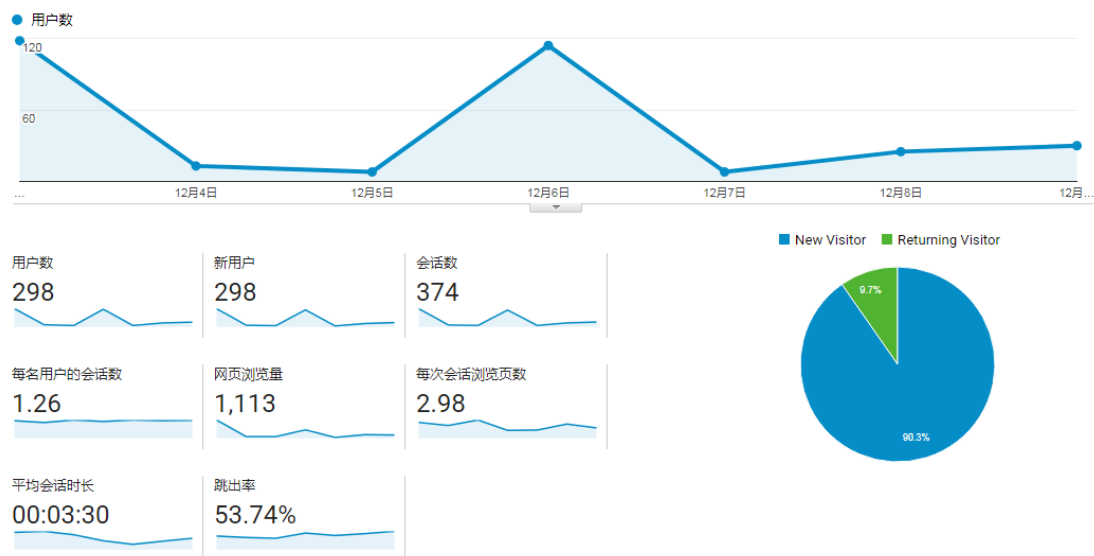 用户数
120
60
...
12月4日
12月5日
12月6日
12月7日
12月8日
12月...
New Visitor
Returning Visitor
用户数
298
新用户
298
会话数
374
每名用户的会话数
1.26
网页浏览量
1,113
每次会话浏览页数
2.98
平均会话时长
00:03:30
跳出率
53.74%
9.7%
90.3%